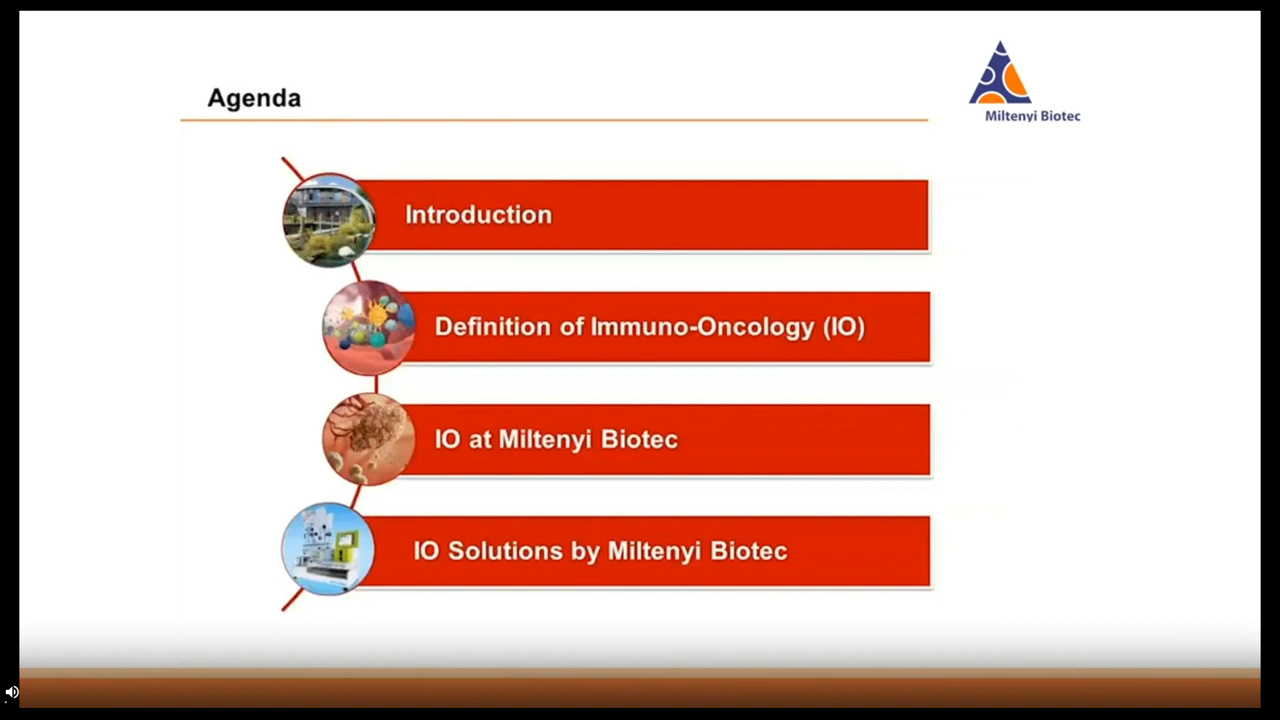 Agenda
Miltenyi Biotec
Introduction
Definition of Immuno-Oncology (IO)
IO at Miltenyi Biotec
IO Solutions by Miltenyi Biotec